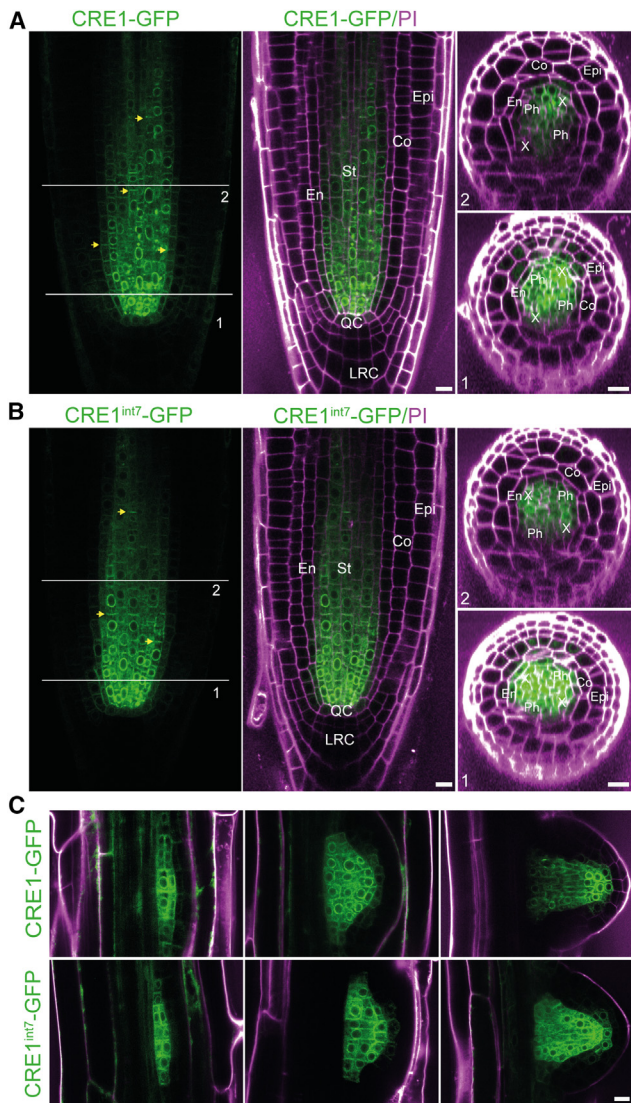 A
CRE1-GFP
CRE1-GFP/PI
2
1
Epi
Co
St
En
QC
LRC
Co
Epi
En
Ph
X
Ph
X
2
Ph
X
Epi
En
Ph
Co
X
1
B
CRE1int7-GFP
CRE1int7-GFP/PI
2
1
Epi
Co
En
St
QC
LRC
Co
En
X
Ph
Epi
Ph
X
2
X
Ph
Co
En
Epi
Ph
X
1
C
CRE1-GFP
CRE1int7-GFP